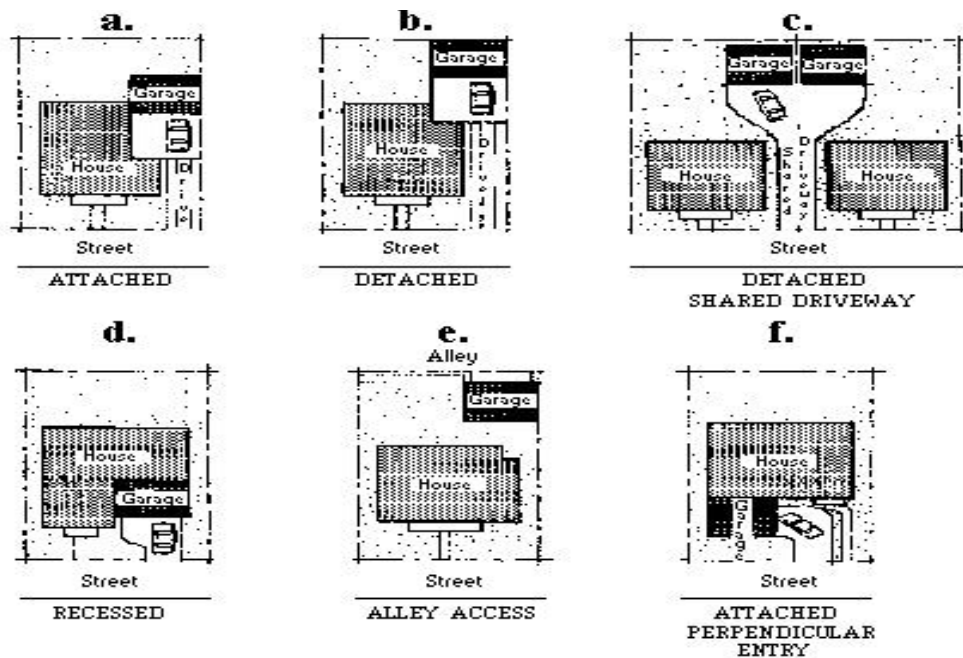 a.
Garage
House
Drive
Street
ATTACHED
b.
Garage
House
Driveway
Street
DETACHED
c.
Garage
Garage
House
Shared
Driveway
House
Street
DETACHED
SHARED DRIVEWAY
d.
House
Garage
Street
RECESSED
e.
Alley
Garage
House
Street
ALLEY ACCESS
f.
House
Garage
Street
ATTACHED
PERPENDICULAR
ENTRY